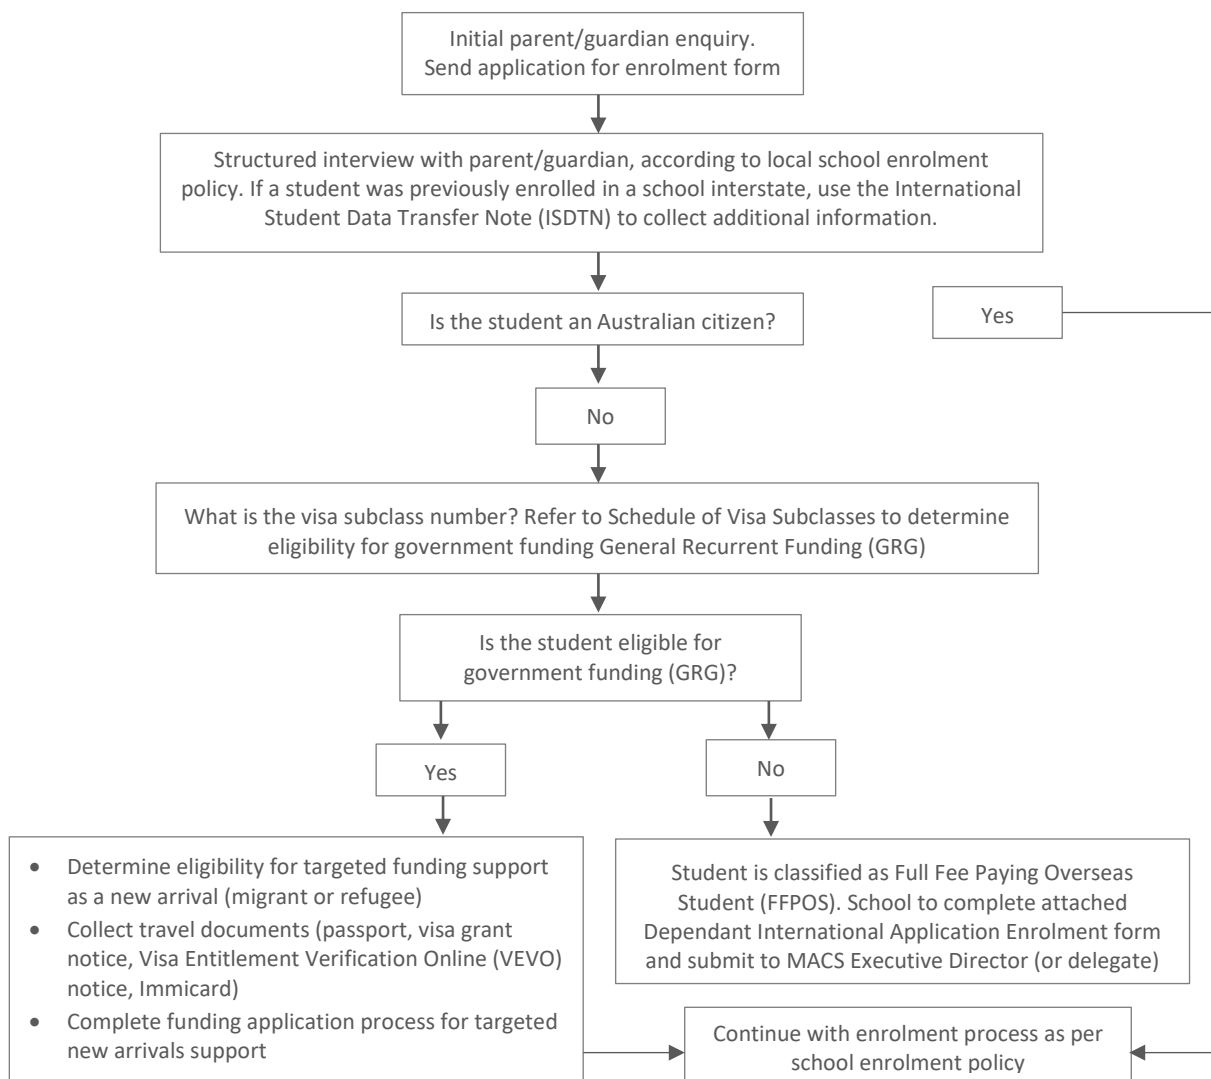 Initial parent/guardian enquiry.
Send application for enrolment form
Structured interview with parent/guardian, according to local school enrolment
policy. If a student was previously enrolled in a school interstate, use the International
Student Data Transfer Note (ISDTN) to collect additional information.
Is the student an Australian citizen?
Yes
No
What is the visa subclass number? Refer to Schedule of Visa Subclasses to determine
eligibility for government funding General Recurrent Funding (GRG)
Is the student eligible for
government funding (GRG)?
Yes
No
• Determine eligibility for targeted funding support
as a new arrival (migrant or refugee)
• Collect travel documents (passport, visa grant
notice, Visa Entitlement Verification Online (VEVO)
notice, Immicard)
• Complete funding application process for targeted
new arrivals support
Student is classified as Full Fee Paying Overseas
Student (FFPOS). School to complete attached
Dependant International Application Enrolment form
and submit to MACS Executive Director (or delegate)
Continue with enrolment process as per
school enrolment policy